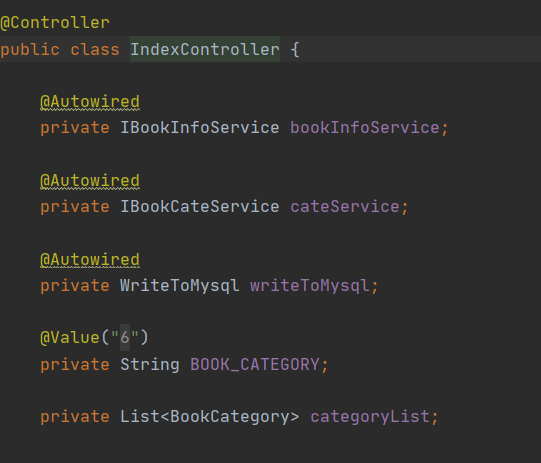 @Controller
public class IndexController {
@Autowired
private IBookInfoService bookInfoService;
@Autowired
private IBookCateService cateService;
@Autowired
private WriteToMysql writeToMysql;
@Value("6")
private String BOOK_CATEGORY;
private List<BookCategory> categoryList;